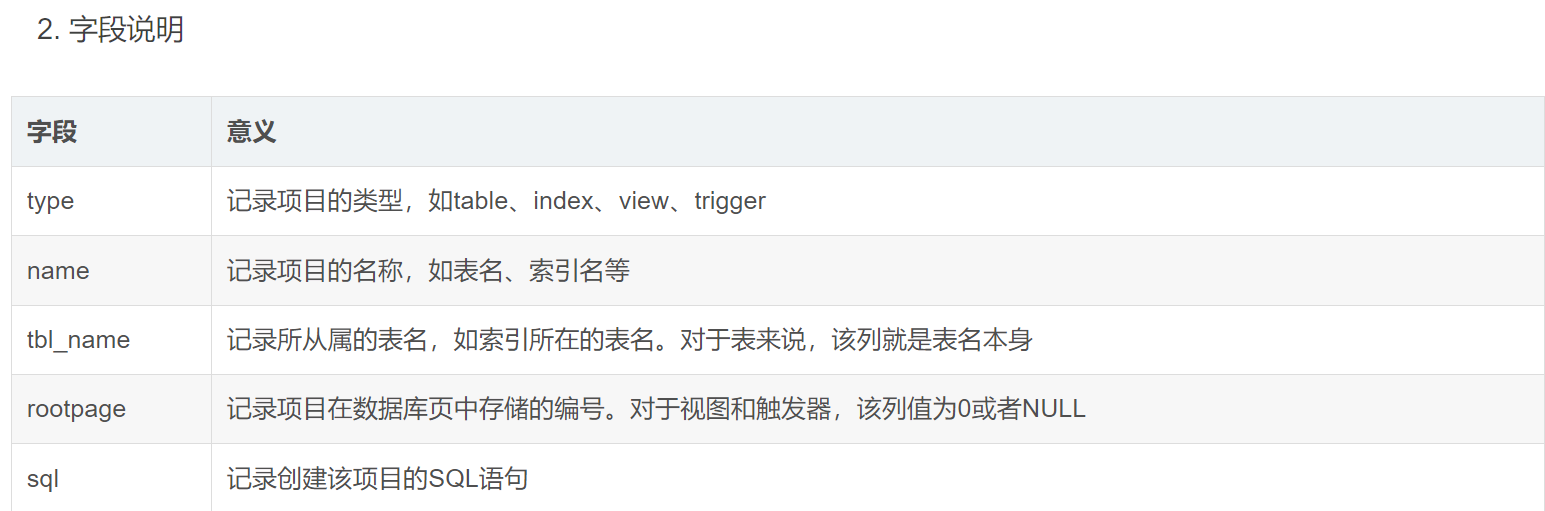 2. 字段说明
字段 意义
type 记录项目的类型，如table、index、view、trigger
name 记录项目的名称，如表名、索引名等
tbl_name 记录所从属的表名，如索引所在的表名。对于表来说，该列就是表名本身
rootpage 记录项目在数据库页中存储的编号。对于视图和触发器，该列值为0或者NULL
sql 记录创建该项目的SQL语句